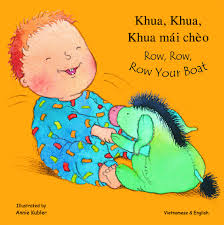 Khua, Khua,
Khua mái chèo
Row, Row,
Row Your Boat
Illustrated by
Annie Kubler
Vietnamese & English